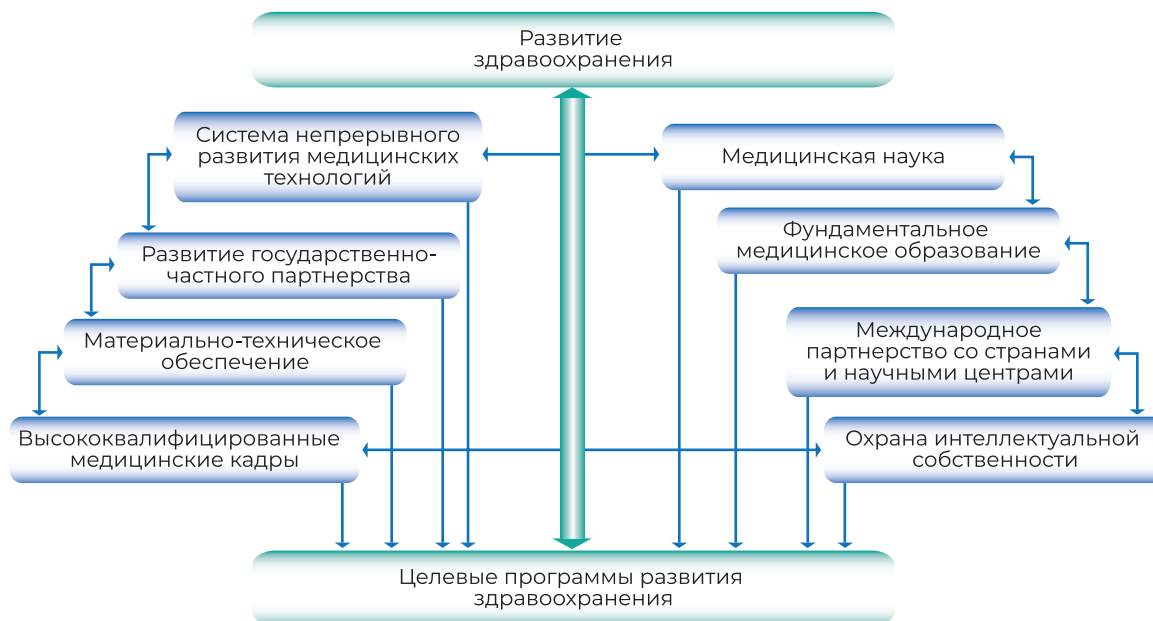 Развитие
здравоохранения
Система непрерывного
развития медицинских
технологий
Медицинская наука
Развитие государственно-
частного партнерства
Фундаментальное
медицинское образование
Материально-техническое
обеспечение
Международное
партнерство со странами
и научными центрами
Высококвалифицированные
медицинские кадры
Охрана интеллектуальной
собственности
Целевые программы развития
здравоохранения